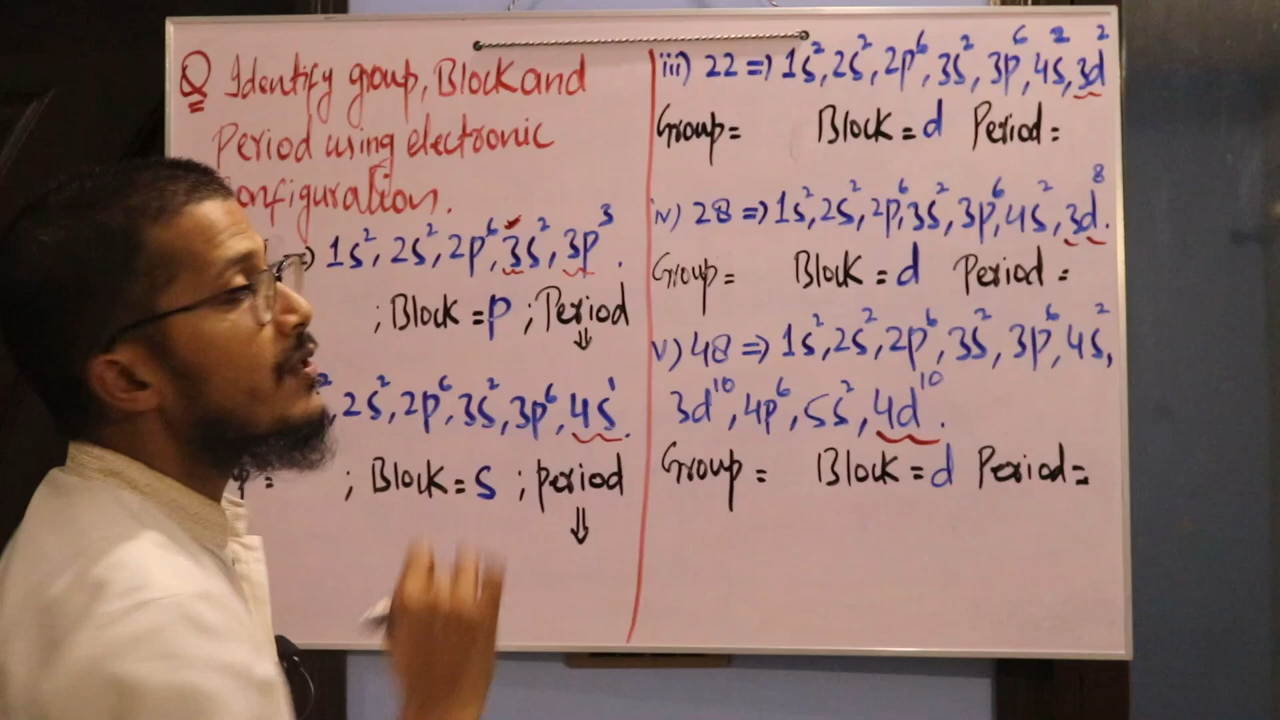 Q Identify group, Block and
Period using electronic
onfiguration.
⇒ 1s², 2s², 2p⁶, 3s², 3p³.
; Block = p ; Period
⇓
², 2s², 2p⁶, 3s², 3p⁶, 4s¹.
p = ; Block = s ; period
⇓
iii) 22 ⇒ 1s², 2s², 2p⁶, 3s², 3p⁶, 4s², 3d²
Group = Block = d Period =
iv) 28 ⇒ 1s², 2s², 2p⁶, 3s², 3p⁶, 4s², 3d⁸.
Group = Block = d Period =
v) 48 ⇒ 1s², 2s², 2p⁶, 3s², 3p⁶, 4s²,
3d¹⁰, 4p⁶, 5s², 4d¹⁰.
Group = Block = d Period =